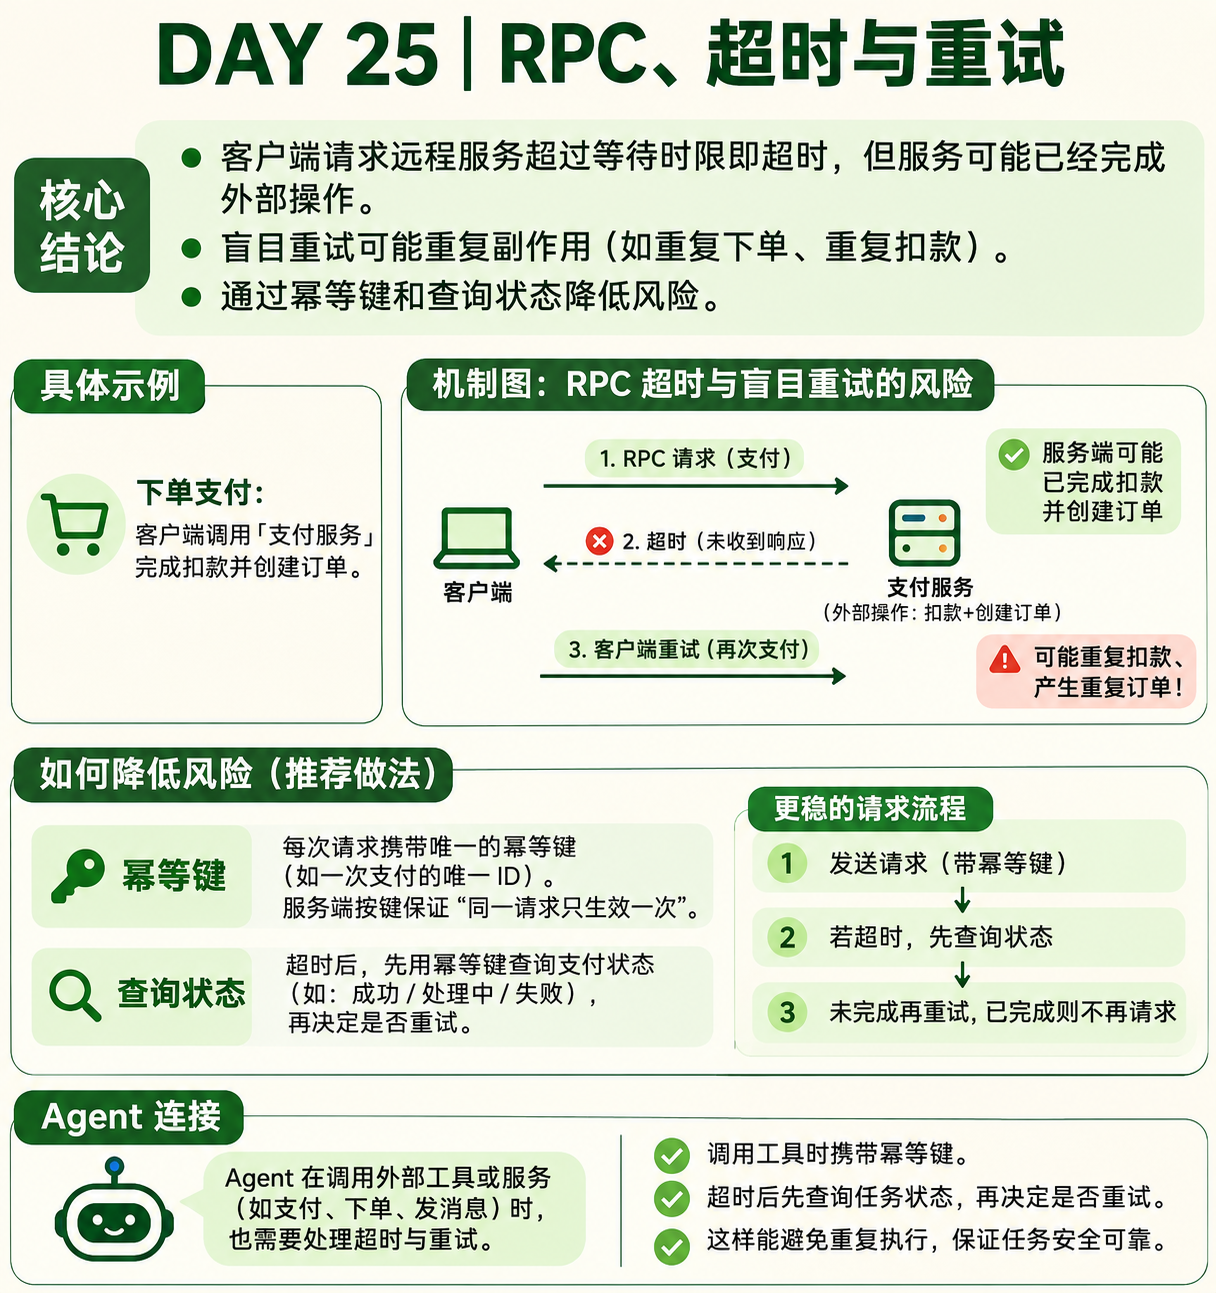 DAY 25 | RPC、超时与重试
核心
结论
客户端请求远程服务超过等待时限即超时，但服务可能已经完成
外部操作。
盲目重试可能重复副作用（如重复下单、重复扣款）。
通过幂等键和查询状态降低风险。
具体示例
下单支付：
客户端调用「支付服务」
完成扣款并创建订单。
机制图：RPC 超时与盲目重试的风险
1. RPC 请求（支付）
2. 超时（未收到响应）
3. 客户端重试（再次支付）
客户端
支付服务
（外部操作：扣款+创建订单）
服务端可能
已完成扣款
并创建订单
可能重复扣款、
产生重复订单！
如何降低风险（推荐做法）
幂等键
每次请求携带唯一的幂等键
（如一次支付的唯一 ID）。
服务端按键保证 “同一请求只生效一次”。
查询状态
超时后，先用幂等键查询支付状态
（如：成功 / 处理中 / 失败），
再决定是否重试。
更稳的请求流程
1 发送请求（带幂等键）
2 若超时，先查询状态
3 未完成再重试, 已完成则不再请求
Agent 连接
Agent 在调用外部工具或服务
（如支付、下单、发消息）时，
也需要处理超时与重试。
调用工具时携带幂等键。
超时后先查询任务状态，再决定是否重试。
这样能避免重复执行，保证任务安全可靠。